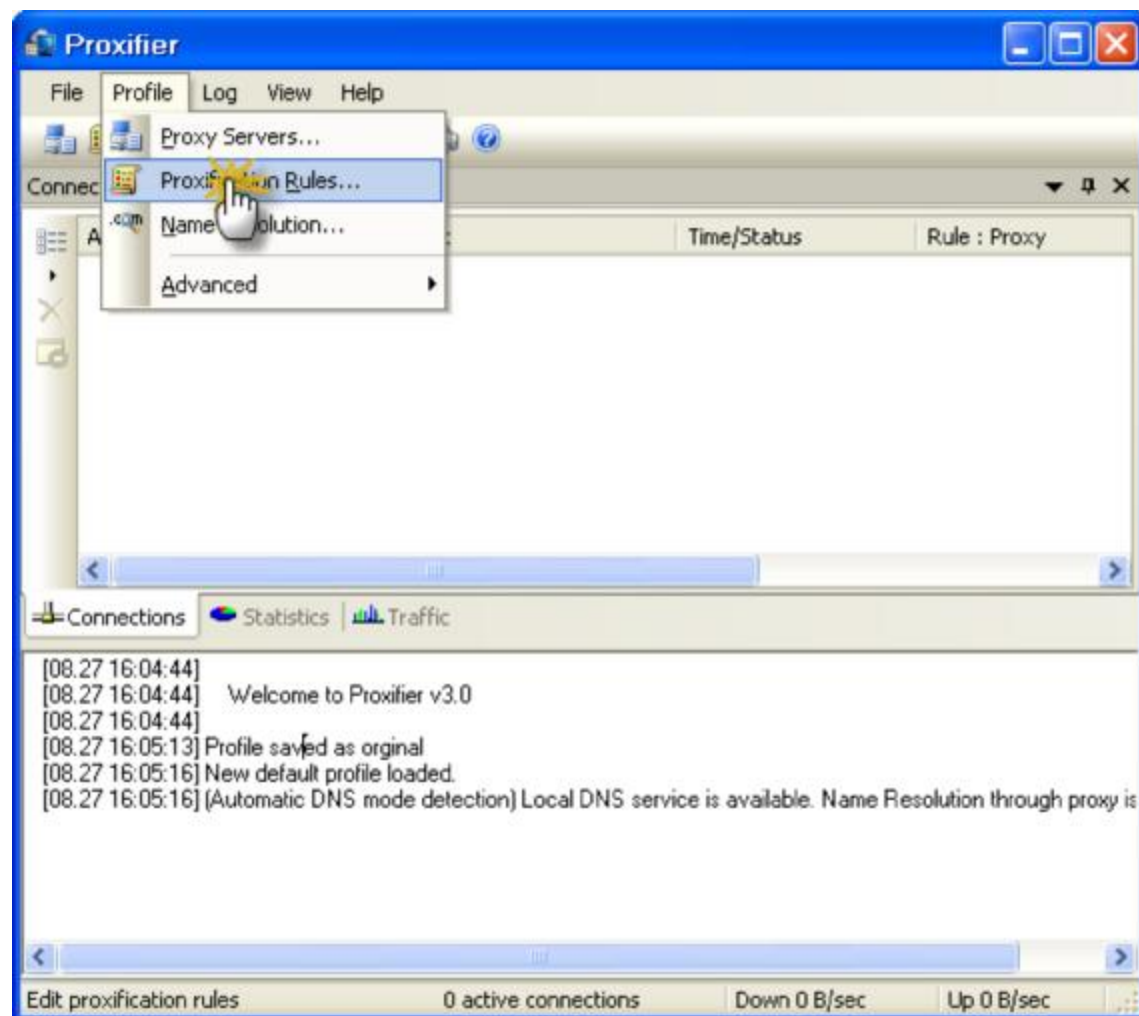 Proxifier
File Profile Log View Help
Proxy Servers...
Rules...
Name
Advanced
Connec
A
Time/Status Rule : Proxy
Connections Statistics Traffic
[08.27 16:04:44]
[08.27 16:04:44] Welcome to Proxifier v3.0
[08.27 16:04:44]
[08.27 16:05:13] Profile saved as orginal
[08.27 16:05:16] New default profile loaded.
[08.27 16:05:16] (Automatic DNS mode detection) Local DNS service is available. Name Resolution through proxy is
Edit proxification rules 0 active connections Down 0 B/sec Up 0 B/sec